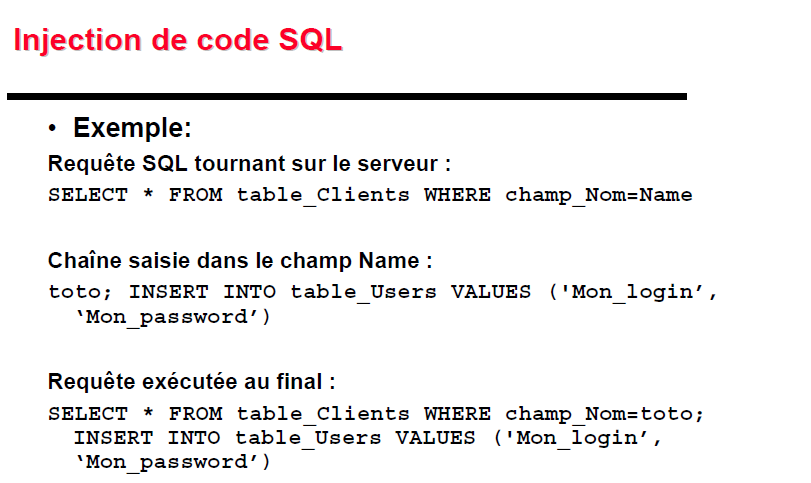 Injection de code SQL
• Exemple:
Requête SQL tournant sur le serveur :
SELECT * FROM table_Clients WHERE champ_Nom=Name
Chaîne saisie dans le champ Name :
toto; INSERT INTO table_Users VALUES ('Mon_login’,
‘Mon_password’)
Requête exécutée au final :
SELECT * FROM table_Clients WHERE champ_Nom=toto;
INSERT INTO table_Users VALUES ('Mon_login’,
‘Mon_password’)